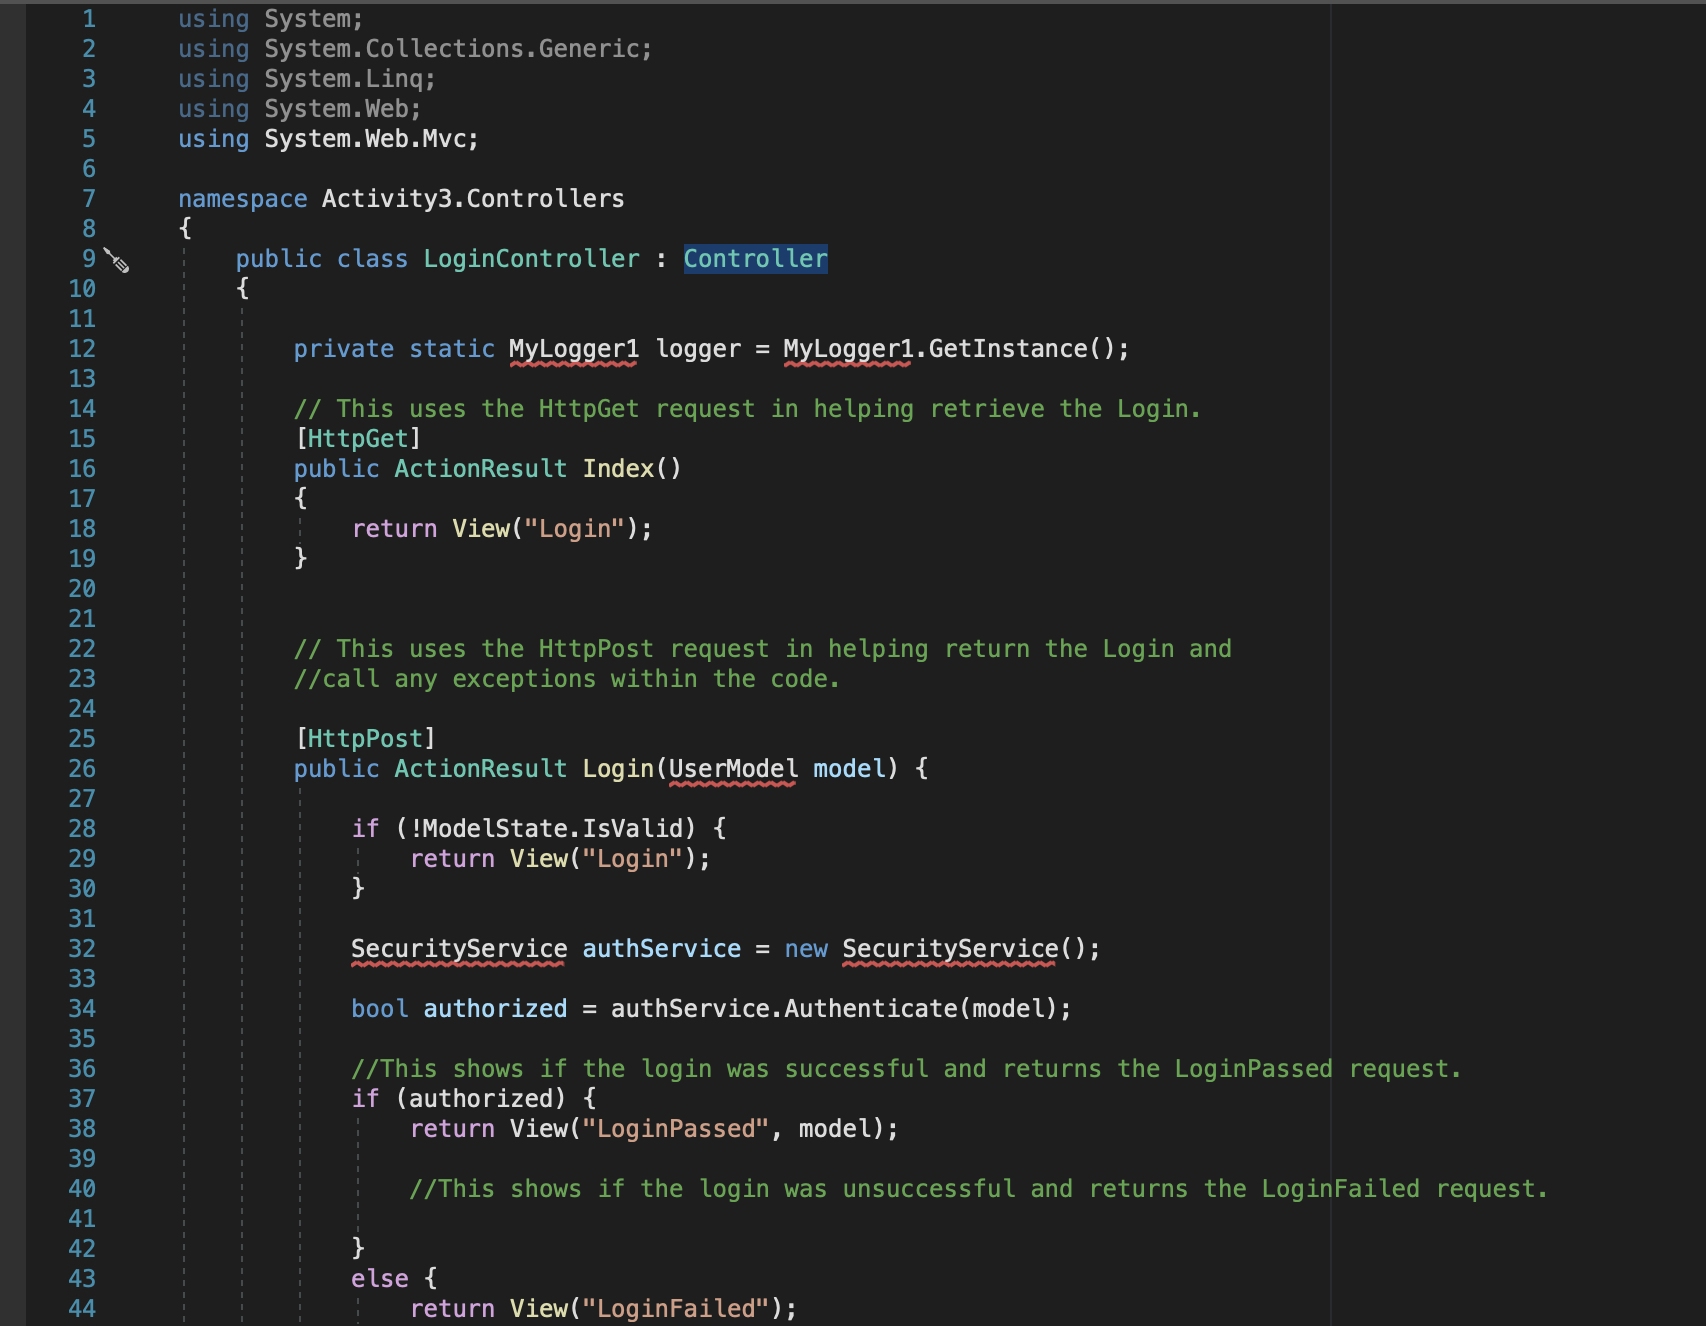 1 using System;
2 using System.Collections.Generic;
3 using System.Linq;
4 using System.Web;
5 using System.Web.Mvc;
6
7 namespace Activity3.Controllers
8 {
9 public class LoginController : Controller
10 {
11
12 private static MyLogger1 logger = MyLogger1.GetInstance();
13
14 // This uses the HttpGet request in helping retrieve the Login.
15 [HttpGet]
16 public ActionResult Index()
17 {
18 return View("Login");
19 }
20
21
22 // This uses the HttpPost request in helping return the Login and
23 //call any exceptions within the code.
24
25 [HttpPost]
26 public ActionResult Login(UserModel model) {
27
28 if (!ModelState.IsValid) {
29 return View("Login");
30 }
31
32 SecurityService authService = new SecurityService();
33
34 bool authorized = authService.Authenticate(model);
35
36 //This shows if the login was successful and returns the LoginPassed request.
37 if (authorized) {
38 return View("LoginPassed", model);
39
40 //This shows if the login was unsuccessful and returns the LoginFailed request.
41
42 }
43 else {
44 return View("LoginFailed");